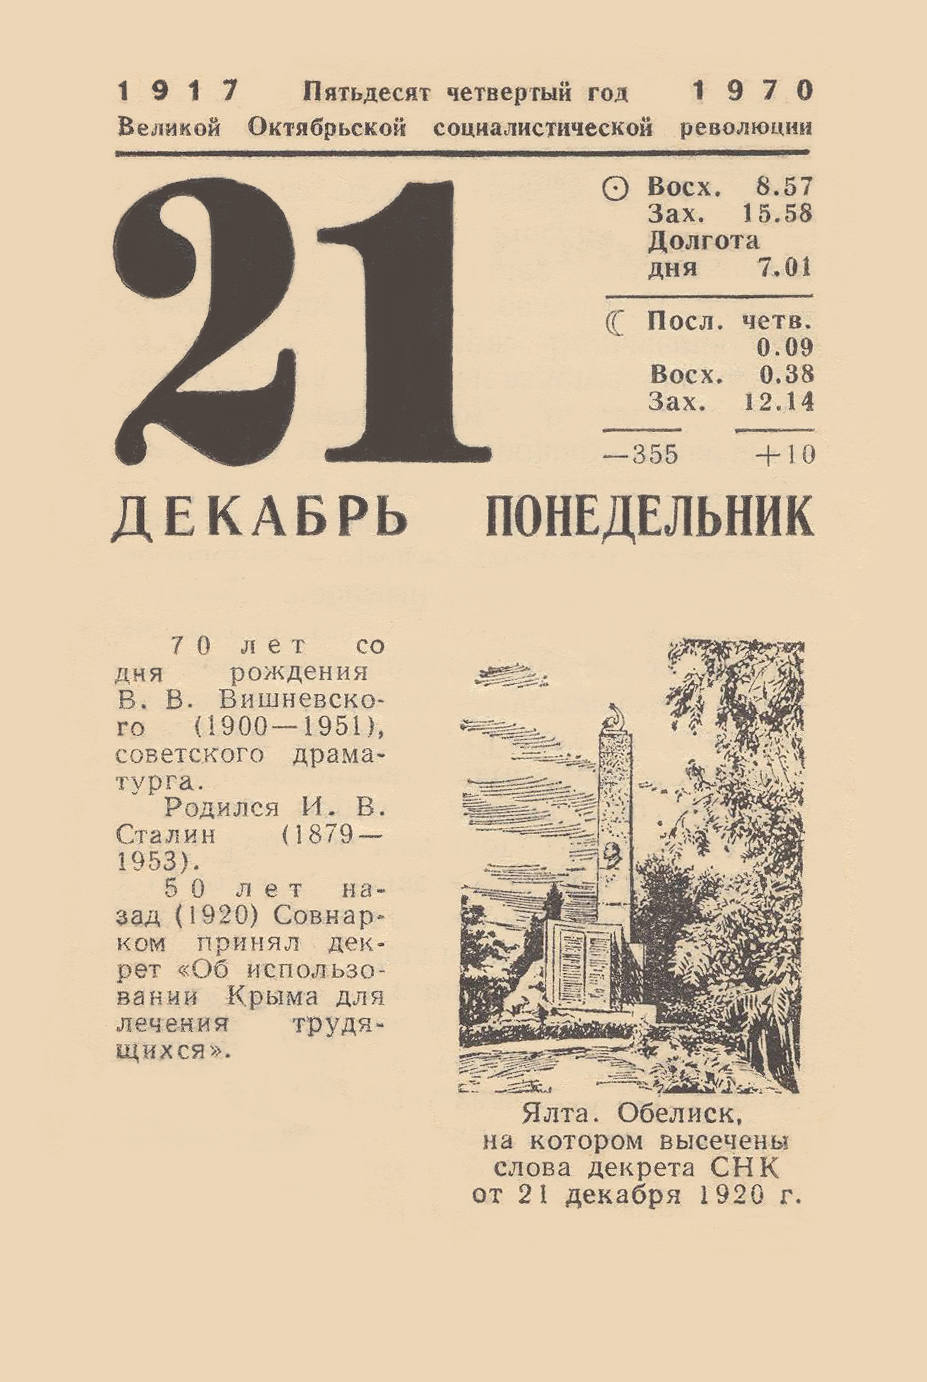 1917 Пятьдесят четвертый год 1970
Великой Октябрьской социалистической революции
21
Восх. 8.57
Зах. 15.58
Долгота
дня 7.01
Посл. четв.
0.09
Восх. 0.38
Зах. 12.14
—355 +10
ДЕКАБРЬ ПОНЕДЕЛЬНИК
70 лет со
дня рождения
В. В. Вишневско-
го (1900—1951),
советского драма-
турга.
Родился И. В.
Сталин (1879—
1953).
50 лет на-
зад (1920) Совнар-
ком принял дек-
рет «Об использо-
вании Крыма для
лечения трудя-
щихся».
Ялта. Обелиск,
на котором высечены
слова декрета СНК
от 21 декабря 1920 г.